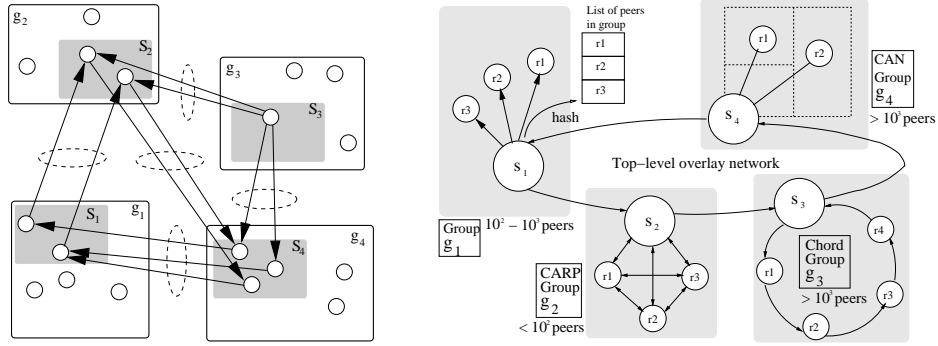 g2
S2
g3
S3
S1
g1
S4
g4
List of peers
in group
r1
r2
r3
hash
r1
r2
r3
S1
Group
g1
10² − 10³ peers
r1
r2
S4
CAN
Group
g4
> 10³ peers
Top−level overlay network
S2
r1
r3
r2
CARP
Group
g2
< 10² peers
S3
r4
r1
r3
r2
Chord
Group
g3
> 10³ peers